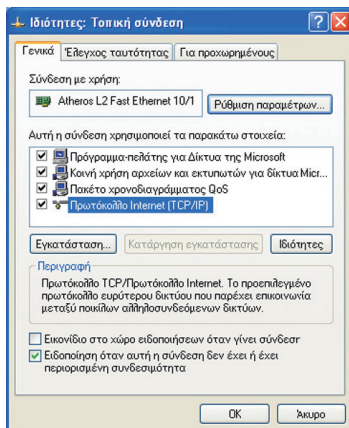 Ιδιότητες: Τοπική σύνδεση
Γενικά Έλεγχος ταυτότητας Για προχωρημένους
Σύνδεση με χρήση:
Atheros L2 Fast Ethernet 10/1 Ρύθμιση παραμέτρων...
Αυτή η σύνδεση χρησιμοποιεί τα παρακάτω στοιχεία:
Πρόγραμμα-πελάτης για Δίκτυα της Microsoft
Κοινή χρήση αρχείων και εκτυπωτών για δίκτυα Micr...
Πακέτο χρονοδιαγράμματος QoS
Πρωτόκολλο Internet (TCP/IP)
Εγκατάσταση... Κατάργηση εγκατάστασης Ιδιότητες
Περιγραφή
Πρωτόκολλο TCP/Πρωτόκολλο Internet. Το προεπιλεγμένο
πρωτόκολλο ευρύτερου δικτύου που παρέχει επικοινωνία
μεταξύ ποικίλων αλληλοσυνδεόμενων δικτύων.
Εικονίδιο στο χώρο ειδοποιήσεων όταν γίνει σύνδεσ
Ειδοποίηση όταν αυτή η σύνδεση δεν έχει ή έχει
περιορισμένη συνδεσιμότητα
OK Άκυρο